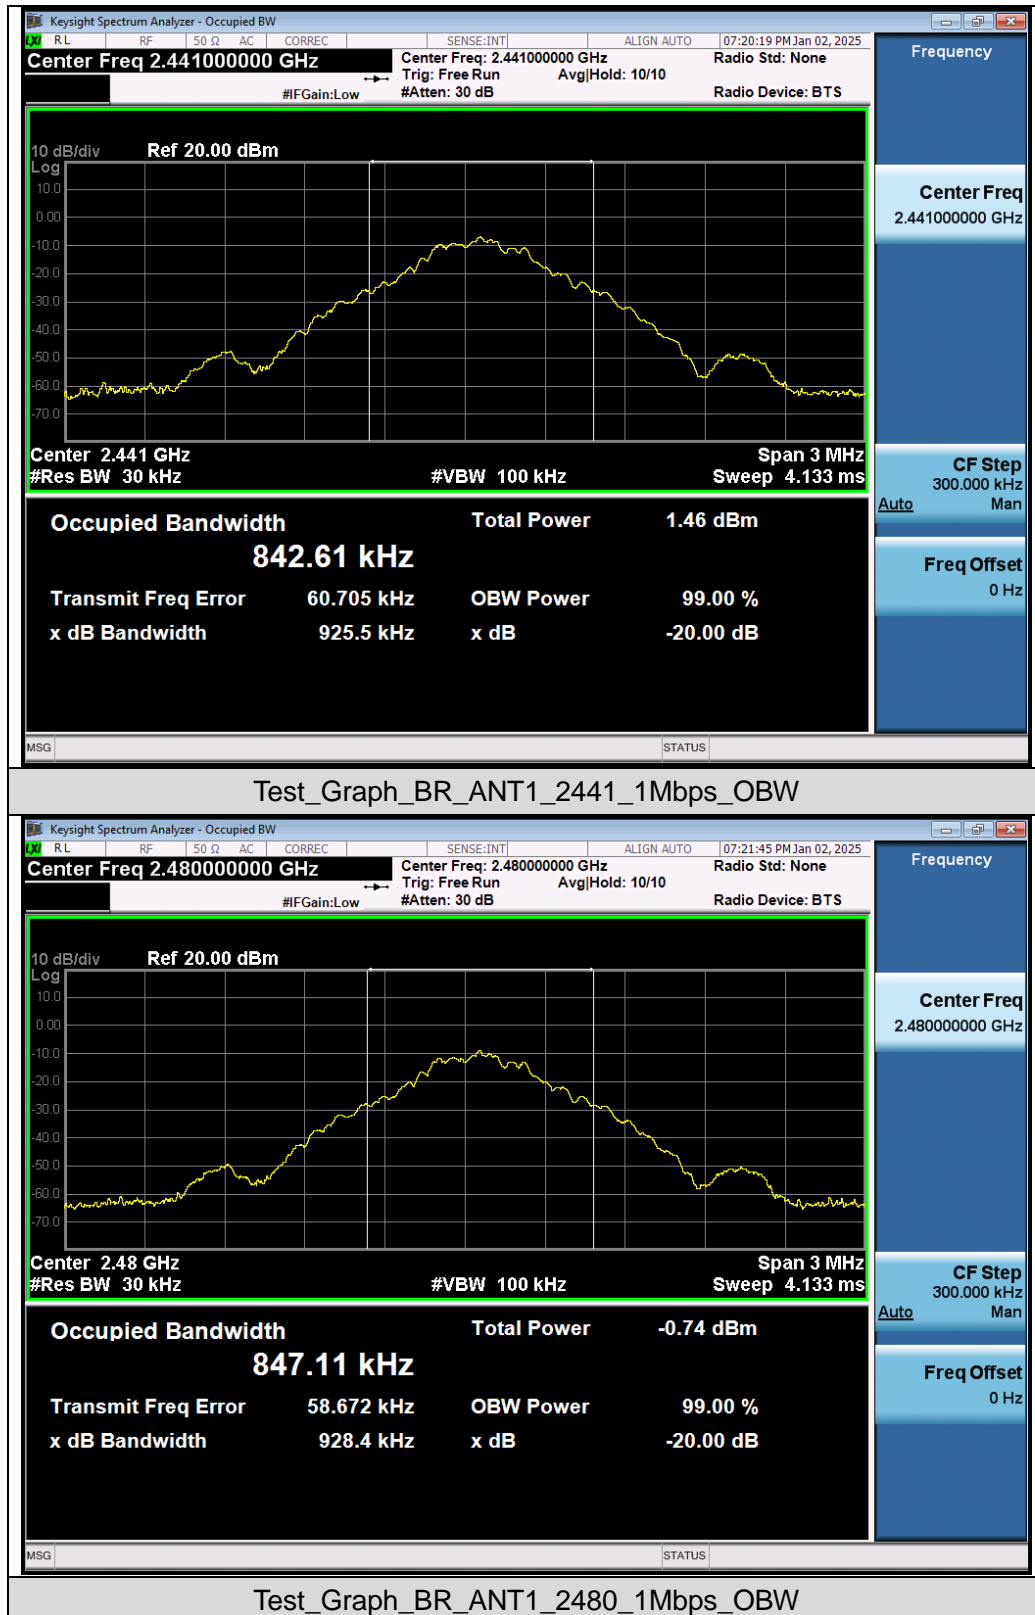 Keysight Spectrum Analyzer - Occupied BW
LXI RL RF 50 Ω AC CORREC SENSE:INT ALIGN AUTO 07:20:19 PM Jan 02, 2025
Center Freq 2.441000000 GHz Center Freq: 2.441000000 GHz Radio Std: None
Trig: Free Run Avg|Hold: 10/10
#IFGain:Low #Atten: 30 dB Radio Device: BTS
Frequency
10 dB/div Ref 20.00 dBm
Log
10.0
0.00
-10.0
-20.0
-30.0
-40.0
-50.0
-60.0
-70.0
Center Freq
2.441000000 GHz
Center 2.441 GHz Span 3 MHz
#Res BW 30 kHz #VBW 100 kHz Sweep 4.133 ms
CF Step
300.000 kHz
Auto Man
Occupied Bandwidth Total Power 1.46 dBm
842.61 kHz
Transmit Freq Error 60.705 kHz OBW Power 99.00 %
x dB Bandwidth 925.5 kHz x dB -20.00 dB
Freq Offset
0 Hz
MSG STATUS
Test_Graph_BR_ANT1_2441_1Mbps_OBW
Keysight Spectrum Analyzer - Occupied BW
LXI RL RF 50 Ω AC CORREC SENSE:INT ALIGN AUTO 07:21:45 PM Jan 02, 2025
Center Freq 2.480000000 GHz Center Freq: 2.480000000 GHz Radio Std: None
Trig: Free Run Avg|Hold: 10/10
#IFGain:Low #Atten: 30 dB Radio Device: BTS
Frequency
10 dB/div Ref 20.00 dBm
Log
10.0
0.00
-10.0
-20.0
-30.0
-40.0
-50.0
-60.0
-70.0
Center Freq
2.480000000 GHz
Center 2.48 GHz Span 3 MHz
#Res BW 30 kHz #VBW 100 kHz Sweep 4.133 ms
CF Step
300.000 kHz
Auto Man
Occupied Bandwidth Total Power -0.74 dBm
847.11 kHz
Transmit Freq Error 58.672 kHz OBW Power 99.00 %
x dB Bandwidth 928.4 kHz x dB -20.00 dB
Freq Offset
0 Hz
MSG STATUS
Test_Graph_BR_ANT1_2480_1Mbps_OBW